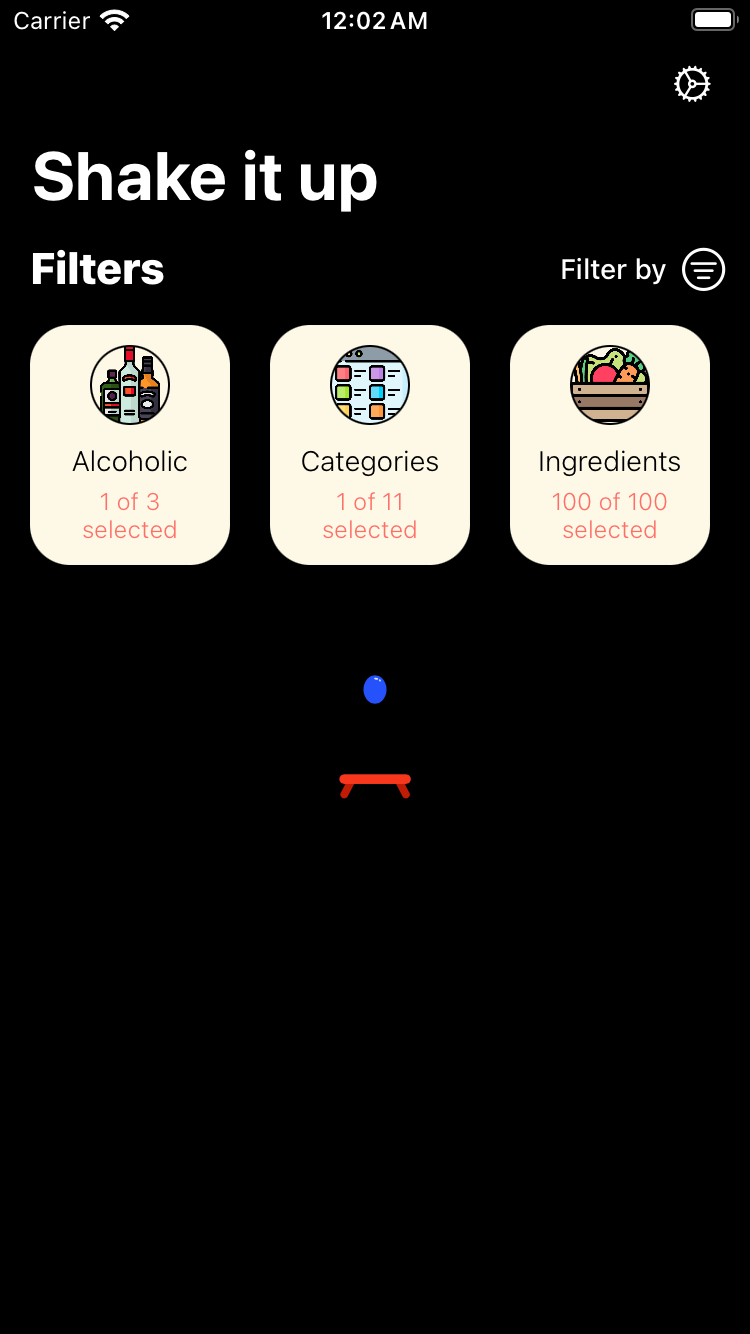 Carrier 12:02 AM
Shake it up
Filters Filter by
Alcoholic Categories Ingredients
1 of 3 1 of 11 100 of 100
selected selected selected